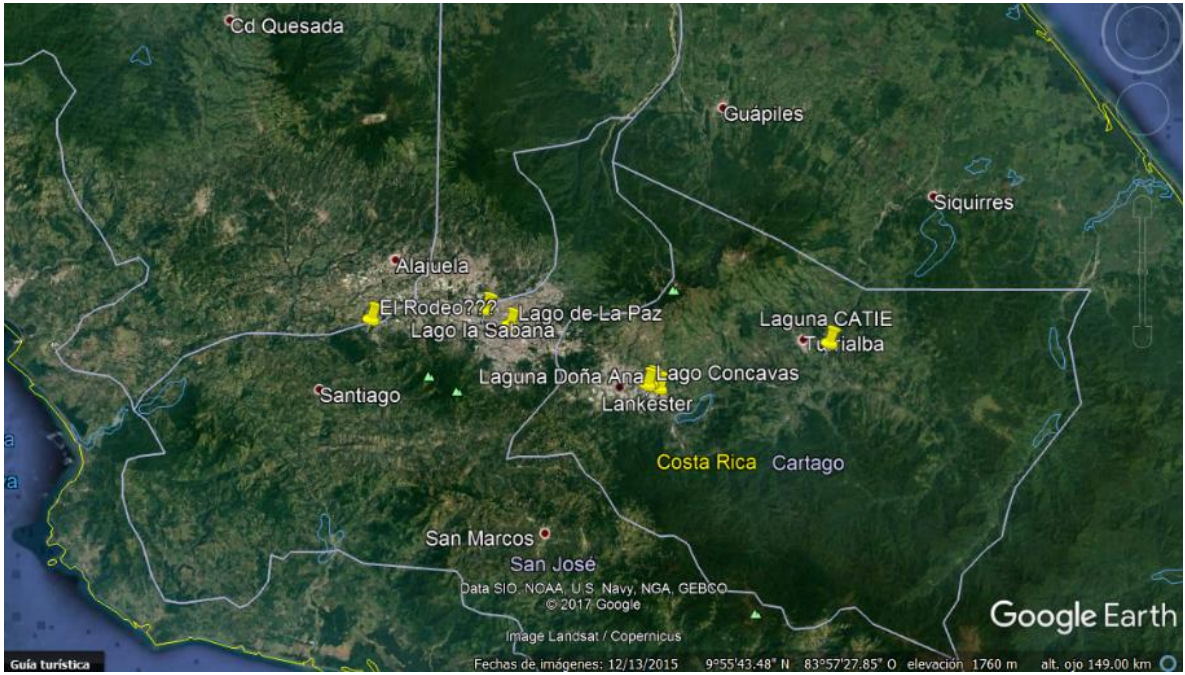 Cd Quesada
Guápiles
Siquirres
Alajuela
El Rodeo???
Lago de La Paz
Lago la Sabana
Laguna CATIE
Turrialba
Laguna Doña Ana
Lago Concavas
Santiago
Lankester
Costa Rica
Cartago
a
va
San Marcos
San José
Data SIO, NOAA, U.S. Navy, NGA, GEBCO
© 2017 Google
Google Earth
Image Landsat / Copernicus
Guía turística
Fechas de imágenes: 12/13/2015 9°55'43.48" N 83°57'27.85" O elevación 1760 m alt. ojo 149.00 km